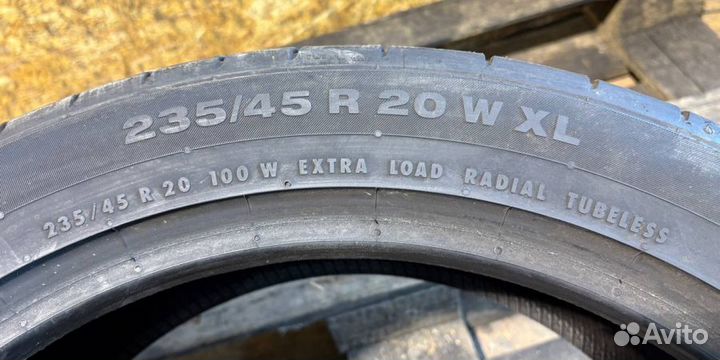 235/45 R 20 W XL
235/45 R 20 100 W EXTRA LOAD RADIAL TUBELESS
Avito